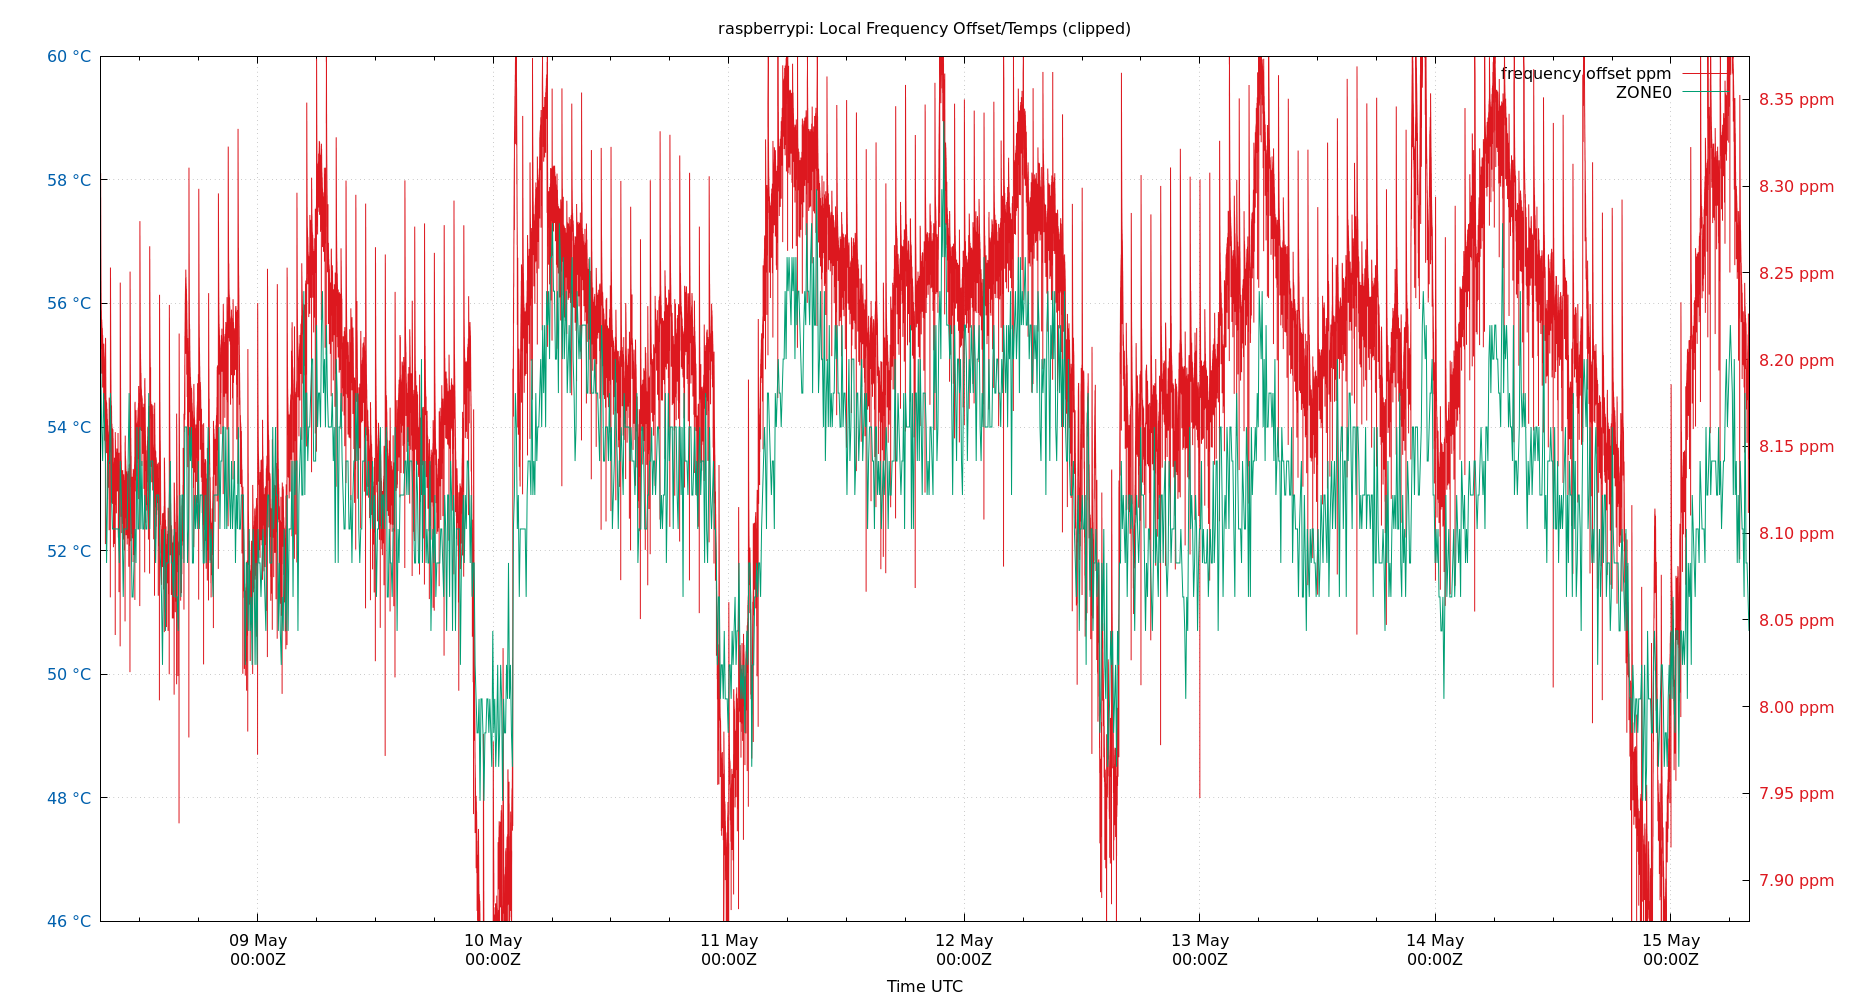 raspberrypi: Local Frequency Offset/Temps (clipped)
60 °C
58 °C
56 °C
54 °C
52 °C
50 °C
48 °C
46 °C
frequency offset ppm
ZONE0
8.35 ppm
8.30 ppm
8.25 ppm
8.20 ppm
8.15 ppm
8.10 ppm
8.05 ppm
8.00 ppm
7.95 ppm
7.90 ppm
09 May
00:00Z
10 May
00:00Z
11 May
00:00Z
12 May
00:00Z
13 May
00:00Z
14 May
00:00Z
15 May
00:00Z
Time UTC